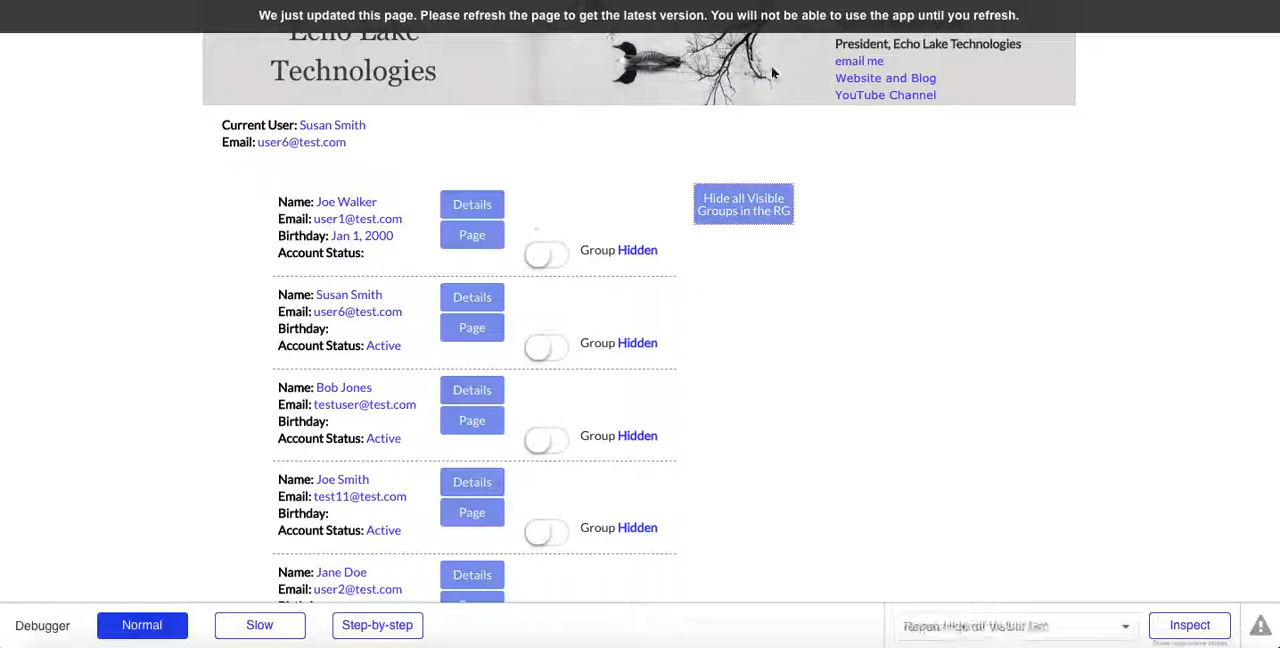 We just updated this page. Please refresh the page to get the latest version. You will not be able to use the app until you refresh.
Echo Lake
Technologies
President, Echo Lake Technologies
email me
Website and Blog
YouTube Channel
Current User: Susan Smith
Email: user6@test.com
Name: Joe Walker
Email: user1@test.com
Birthday: Jan 1, 2000
Account Status:
Details
Page
Group Hidden
Hide all Visible
Groups in the RG
Name: Susan Smith
Email: user6@test.com
Birthday:
Account Status: Active
Details
Page
Group Hidden
Name: Bob Jones
Email: testuser@test.com
Birthday:
Account Status: Active
Details
Page
Group Hidden
Name: Joe Smith
Email: test11@test.com
Birthday:
Account Status: Active
Details
Page
Group Hidden
Name: Jane Doe
Email: user2@test.com
Details
Debugger
Normal
Slow
Step-by-step
Inspect